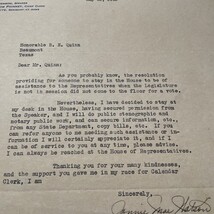 Honorable R. E. Quinn
Beaumont
Texas
Dear Mr. Quinn:
As you probably know, the resolution
providing for someone to stay in the House to be of
assistance to the Representatives when the Legislature
is not in session did not come to the floor for a vote.
Nevertheless, I have decided to stay at
my desk in the House, having secured permission from
the Speaker, and I will do public stenographic and
notary public work, and can secure information, etc.,
from any State Department, copy bills, etc. If you
can refer anyone to me needing such assistance or in-
formation I will certainly appreciate it, and if I
can be of service to you at any time, please advise.
I can always be reached at the House of Representatives.
Thanking you for your many kindnesses,
and the support you gave me in my race for Calendar
Clerk, I am
Sincerely,